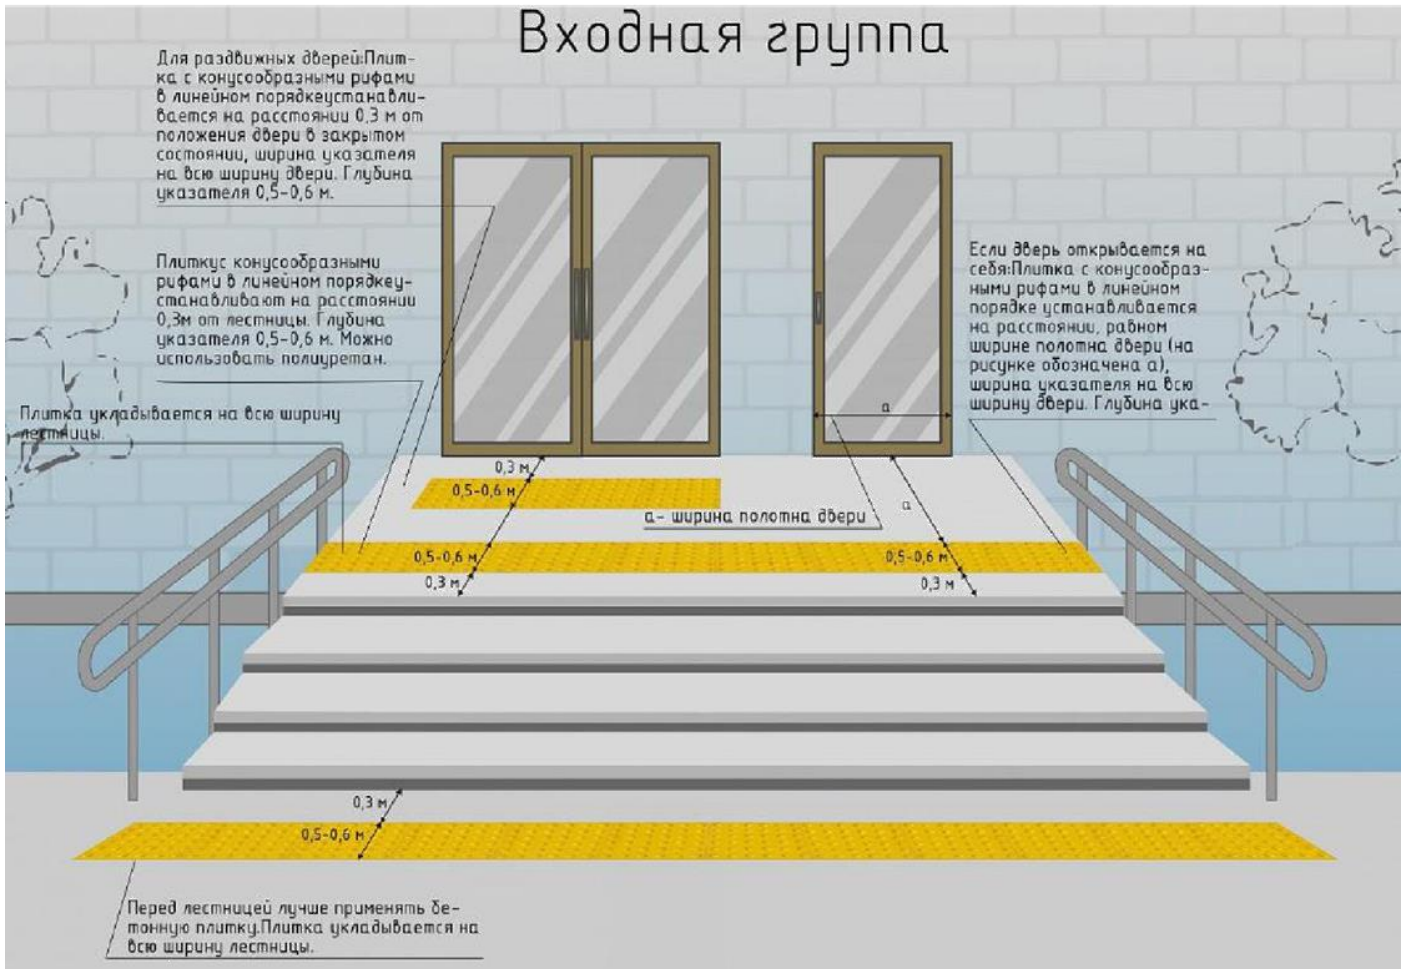 Входная группа
Для раздвижных дверей:Плит-
ка с конусообразными рифами
в линейном порядкеустанавли-
вается на расстоянии 0,3 м от
положения двери в закрытом
состоянии, ширина указателя
на всю ширину двери. Глубина
указателя 0,5-0,6 м.
Плиткус конусообразными
рифами в линейном порядкеу-
станавливают на расстоянии
0,3м от лестницы. Глубина
указателя 0,5-0,6 м. Можно
использовать полиуретан.
Плитка укладывается на всю ширину
лестницы.
Если дверь открывается на
себя:Плитка с конусообраз-
ными рифами в линейном
порядке устанавливается
на расстоянии, равном
ширине полотна двери (на
рисунке обозначена а),
ширина указателя на всю
ширину двери. Глубина ука-
а
0,3 м
0,5-0,6 м
а- ширина полотна двери
а
0,5-0,6 м
0,5-0,6 м
0,3 м
0,3 м
0,3 м
0,5-0,6 м
Перед лестницей лучше применять бе-
тонную плитку.Плитка укладывается на
всю ширину лестницы.